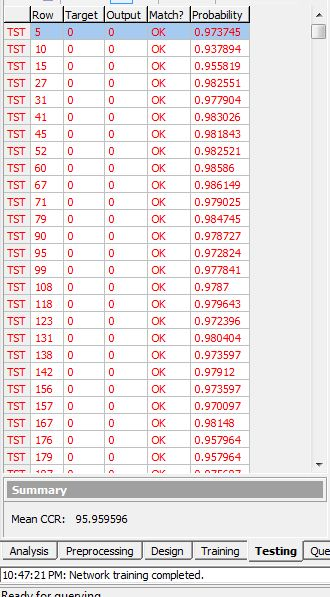 Row Target Output Match? Probability
TST 5 0 0 OK 0.973745
TST 10 0 0 OK 0.937894
TST 15 0 0 OK 0.955819
TST 27 0 0 OK 0.982551
TST 31 0 0 OK 0.977904
TST 41 0 0 OK 0.983026
TST 45 0 0 OK 0.981843
TST 52 0 0 OK 0.982521
TST 60 0 0 OK 0.98586
TST 67 0 0 OK 0.986149
TST 71 0 0 OK 0.979025
TST 79 0 0 OK 0.984745
TST 90 0 0 OK 0.978727
TST 95 0 0 OK 0.972824
TST 99 0 0 OK 0.977841
TST 108 0 0 OK 0.9787
TST 118 0 0 OK 0.979643
TST 123 0 0 OK 0.972396
TST 131 0 0 OK 0.980404
TST 138 0 0 OK 0.973597
TST 142 0 0 OK 0.97912
TST 156 0 0 OK 0.973597
TST 157 0 0 OK 0.970097
TST 167 0 0 OK 0.98148
TST 176 0 0 OK 0.957964
TST 179 0 0 OK 0.957964
TST 0 0 OK
Summary
Mean CCR: 95.959596
Analysis Preprocessing Design Training Testing Que
10:47:21 PM: Network training completed.
Ready for querying